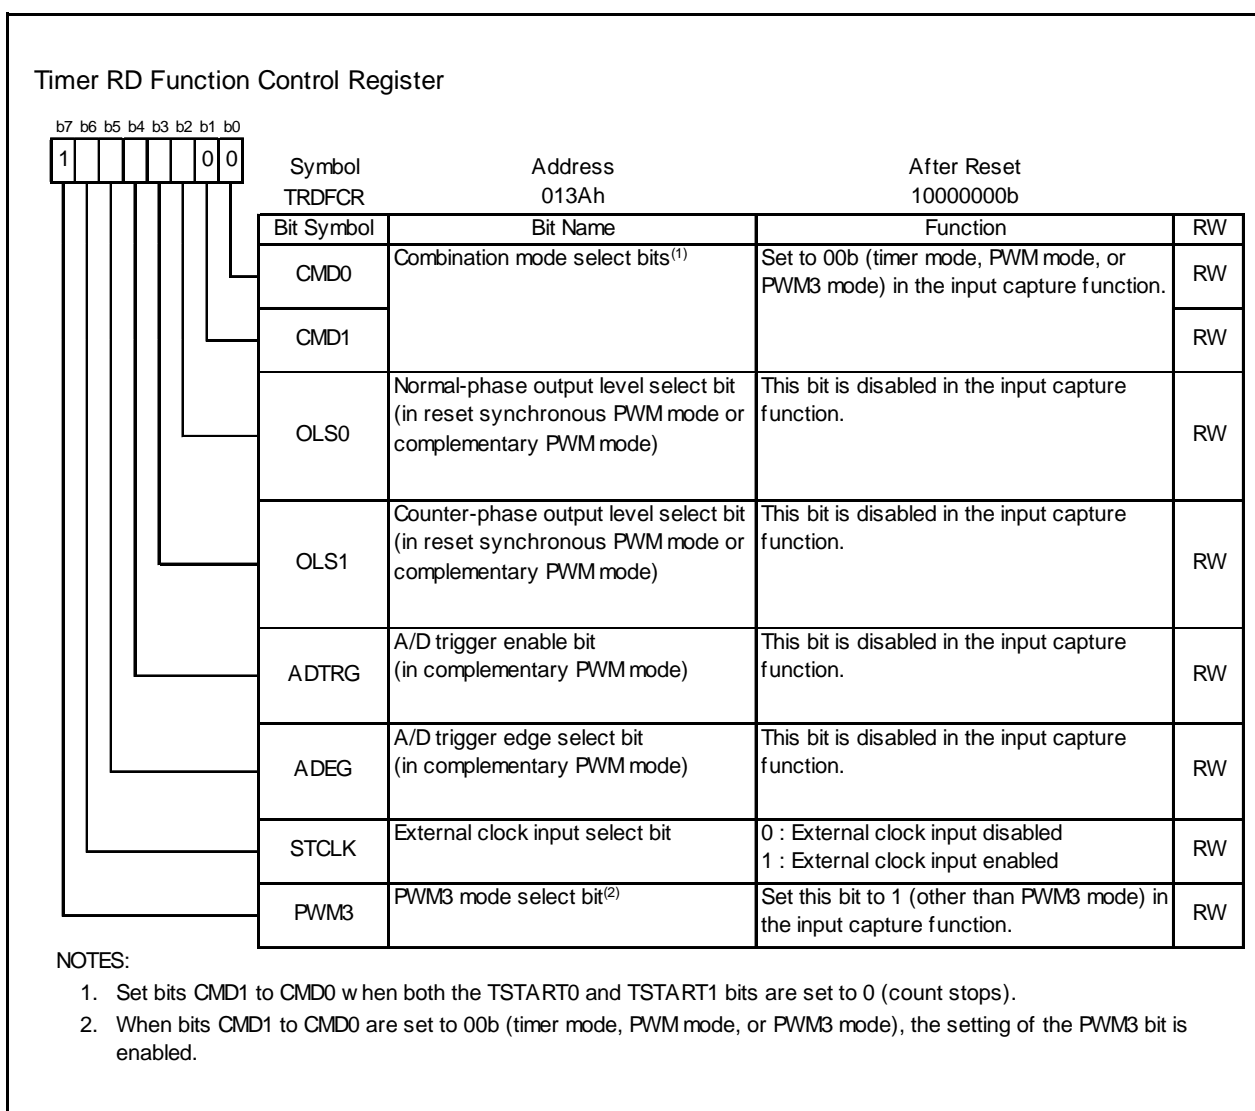 Timer RD Function Control Register
b7 b6 b5 b4 b3 b2 b1 b0
1 0 0
Symbol Address After Reset
TRDFCR 013Ah 10000000b
Bit Symbol Bit Name Function RW
CMD0 Combination mode select bits(1) Set to 00b (timer mode, PWM mode, or
PWM3 mode) in the input capture function. RW
CMD1 RW
Normal-phase output level select bit This bit is disabled in the input capture
(in reset synchronous PWM mode or function.
OLS0 complementary PWM mode) RW
Counter-phase output level select bit This bit is disabled in the input capture
(in reset synchronous PWM mode or function.
OLS1 complementary PWM mode) RW
A/D trigger enable bit This bit is disabled in the input capture
ADTRG (in complementary PWM mode) function. RW
A/D trigger edge select bit This bit is disabled in the input capture
ADEG (in complementary PWM mode) function. RW
STCLK External clock input select bit 0 : External clock input disabled RW
1 : External clock input enabled
PWM3 PWM3 mode select bit(2) Set this bit to 1 (other than PWM3 mode) in RW
the input capture function.
NOTES:
1. Set bits CMD1 to CMD0 when both the TSTART0 and TSTART1 bits are set to 0 (count stops).
2. When bits CMD1 to CMD0 are set to 00b (timer mode, PWM mode, or PWM3 mode), the setting of the PWM3 bit is
enabled.